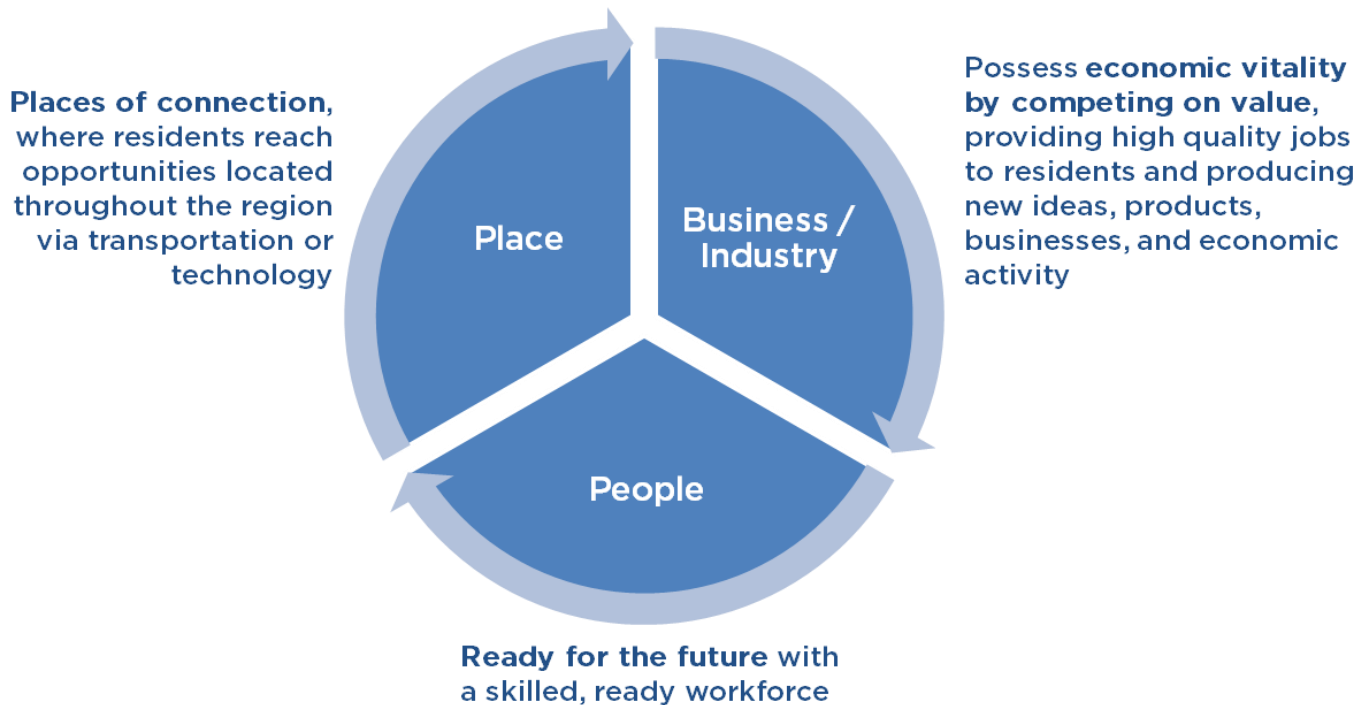 Places of connection,
where residents reach
opportunities located
throughout the region
via transportation or
technology
Place
Business /
Industry
People
Possess economic vitality
by competing on value,
providing high quality jobs
to residents and producing
new ideas, products,
businesses, and economic
activity
Ready for the future with
a skilled, ready workforce